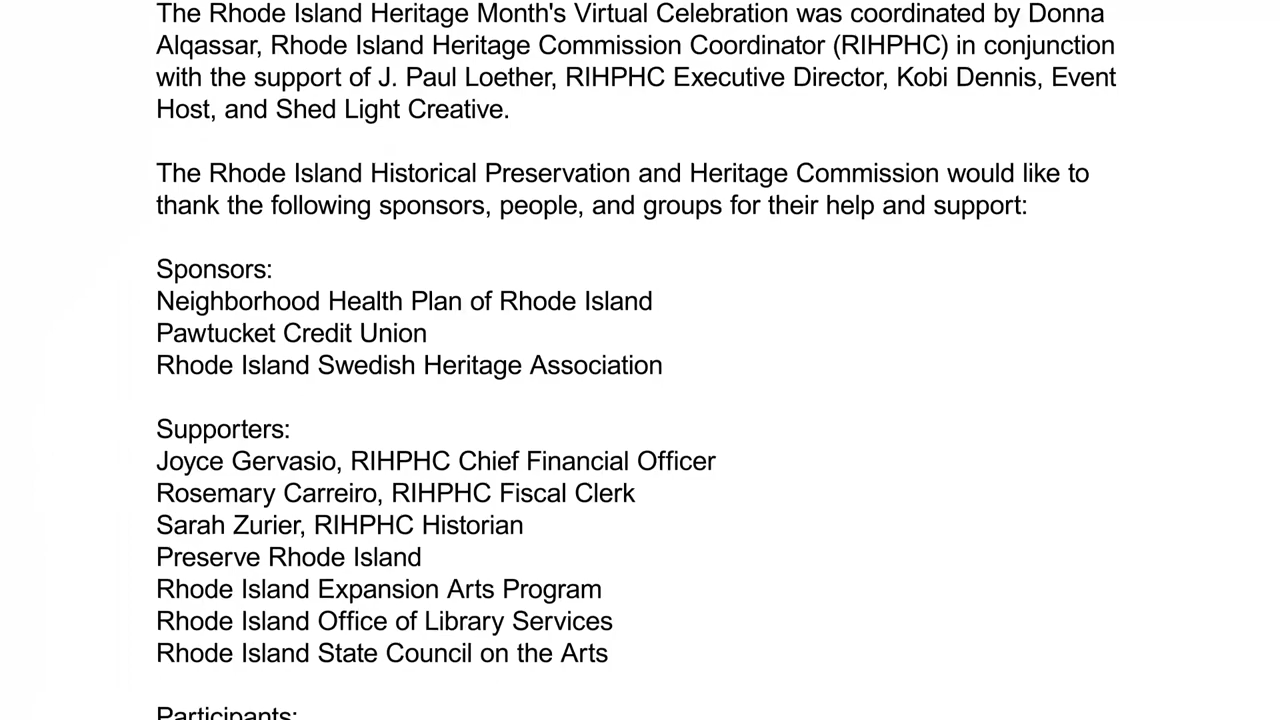 The Rhode Island Heritage Month's Virtual Celebration was coordinated by Donna
Alqassar, Rhode Island Heritage Commission Coordinator (RIHPHC) in conjunction
with the support of J. Paul Loether, RIHPHC Executive Director, Kobi Dennis, Event
Host, and Shed Light Creative.
The Rhode Island Historical Preservation and Heritage Commission would like to
thank the following sponsors, people, and groups for their help and support:
Sponsors:
Neighborhood Health Plan of Rhode Island
Pawtucket Credit Union
Rhode Island Swedish Heritage Association
Supporters:
Joyce Gervasio, RIHPHC Chief Financial Officer
Rosemary Carreiro, RIHPHC Fiscal Clerk
Sarah Zurier, RIHPHC Historian
Preserve Rhode Island
Rhode Island Expansion Arts Program
Rhode Island Office of Library Services
Rhode Island State Council on the Arts
Participants: